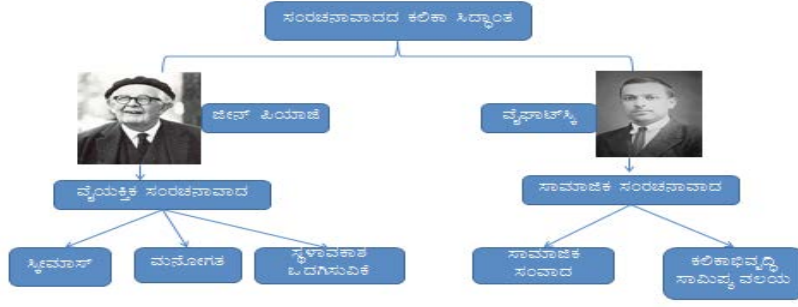 ಸಂರಚನಾವಾದದ ಕಲಿಕಾ ಸಿದ್ಧಾಂತ
ಜೀನ್ ಪಿಯಾಜೆ
ವೈಘಾಟ್‌ಸ್ಕಿ
ವೈಯಕ್ತಿಕ ಸಂರಚನಾವಾದ
ಸಾಮಾಜಿಕ ಸಂರಚನಾವಾದ
ಸ್ಕೀಮಾಸ್
ಮನೋಗತ
ಸ್ಥಳಾವಕಾಶ
ಒದಗಿಸುವಿಕೆ
ಸಾಮಾಜಿಕ
ಸಂವಾದ
ಕಲಿಕಾಭಿವೃದ್ಧಿ
ಸಾಮಿಪ್ಯ ವಲಯ